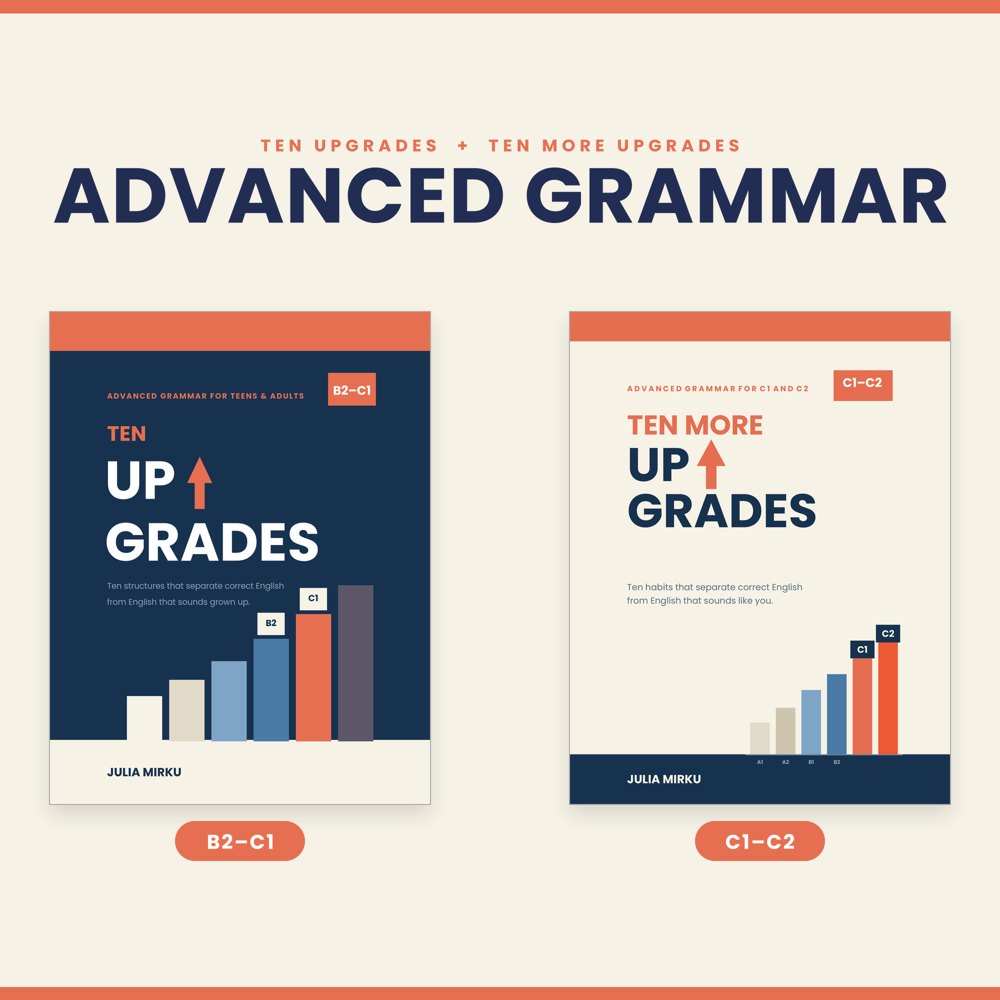 TEN UPGRADES + TEN MORE UPGRADES
ADVANCED GRAMMAR
ADVANCED GRAMMAR FOR TEENS & ADULTS
B2–C1
TEN
UP
GRADES
Ten structures that separate correct English
from English that sounds grown up.
B2
C1
JULIA MIRKU
B2–C1
ADVANCED GRAMMAR FOR C1 AND C2
C1–C2
TEN MORE
UP
GRADES
Ten habits that separate correct English
from English that sounds like you.
C1
C2
A1
A2
B1
B2
JULIA MIRKU
C1–C2